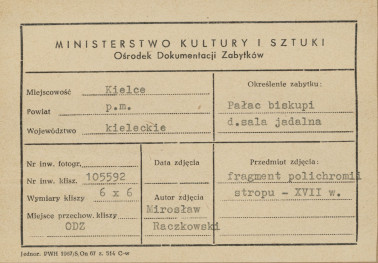 MINISTERSTWO KULTURY I SZTUKI
Ośrodek Dokumentacji Zabytków
Miejscowość Kielce
Powiat p.m.
Województwo kieleckie
Określenie zabytku:
Pałac biskupi
d.sala jadalna
Nr inw. fotogr.
Nr inw. klisz. 105592
Wymiary kliszy 6 x 6
Miejsce przechow. kliszy
ODZ
Data zdjęcia
Autor zdjęcia
Mirosław
Raczkowski
Przedmiot zdjęcia:
fragment polichromii
stropu - XVII w.